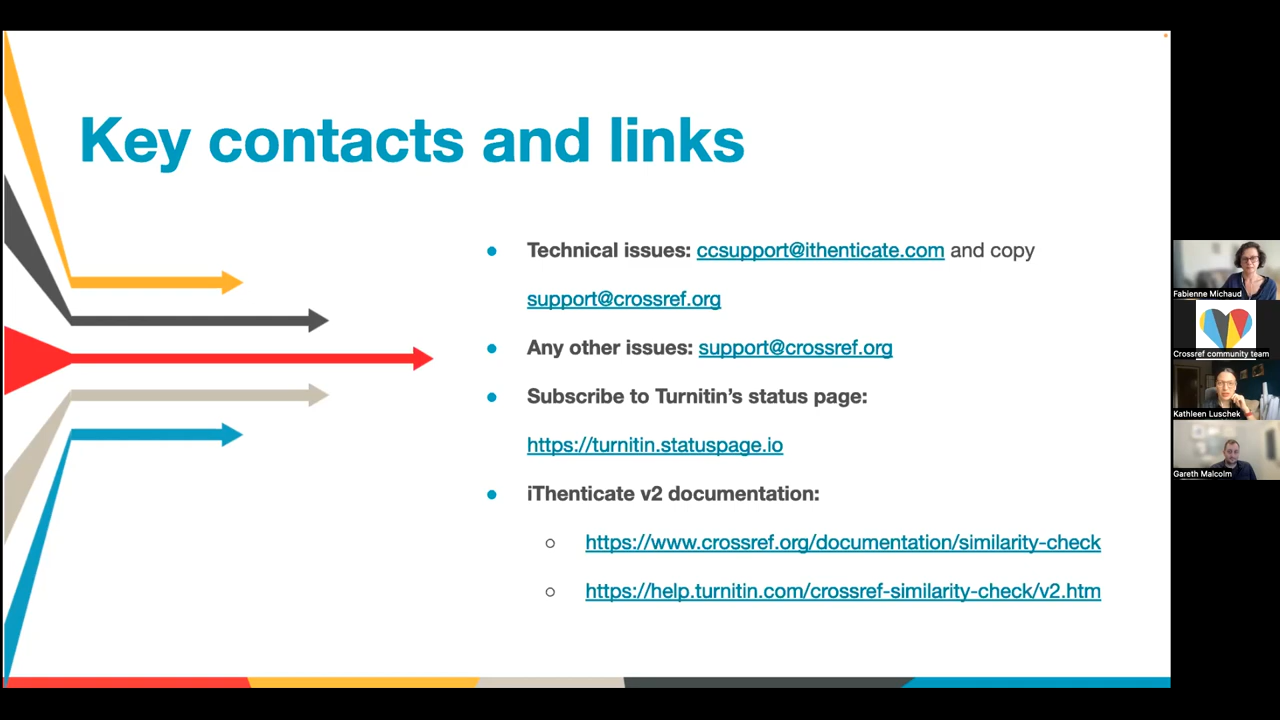 Key contacts and links
Technical issues: ccsupport@ithenticate.com and copy
support@crossref.org
Any other issues: support@crossref.org
Subscribe to Turnitin's status page:
https://turnitin.statuspage.io
iThenticate v2 documentation:
https://www.crossref.org/documentation/similarity-check
https://help.turnitin.com/crossref-similarity-check/v2.htm
Fabienne Michaud
Crossref community team
Kathleen Luschek
Gareth Malcolm